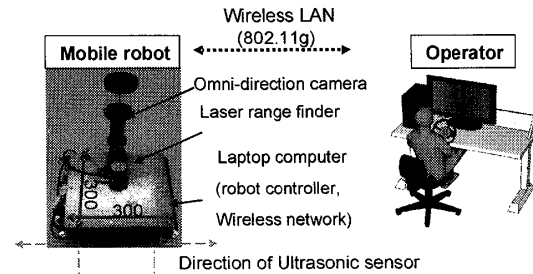 Wireless LAN
(802.11g)
Mobile robot
Operator
Omni-direction camera
Laser range finder
Laptop computer
(robot controller,
Wireless network)
300
300
Direction of Ultrasonic sensor